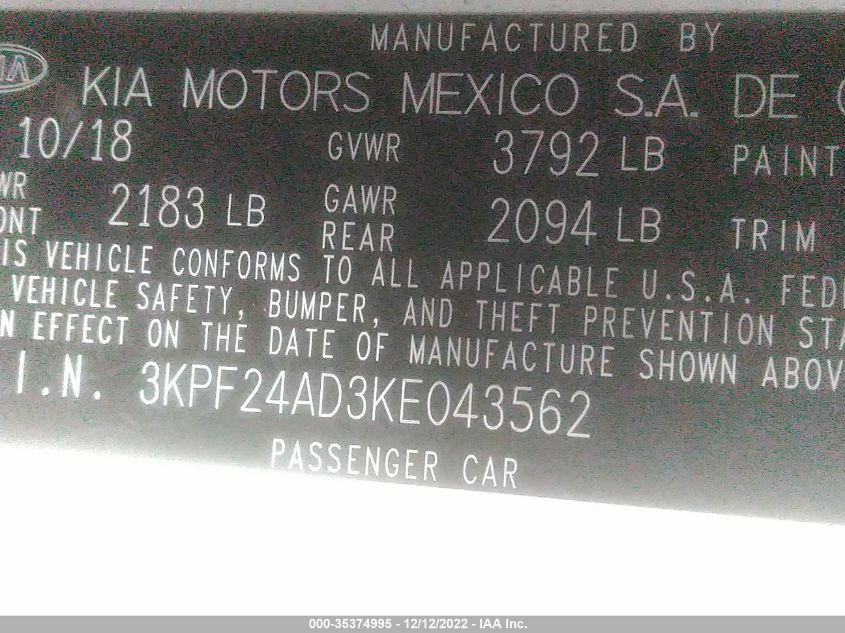 MANUFACTURED BY
KIA MOTORS MEXICO S.A. DE
10/18 GVWR 3792 LB PAINT
2183 LB GAWR REAR 2094 LB TRIM
VEHICLE CONFORMS TO ALL APPLICABLE U.S.A.
VEHICLE SAFETY, BUMPER, AND THEFT PREVENTION
EFFECT ON THE DATE OF MANUFACTURE SHOWN
I.N. 3KPF24AD3KE043562
PASSENGER CAR
000-35374995 - 12/12/2022 - IAA Inc.